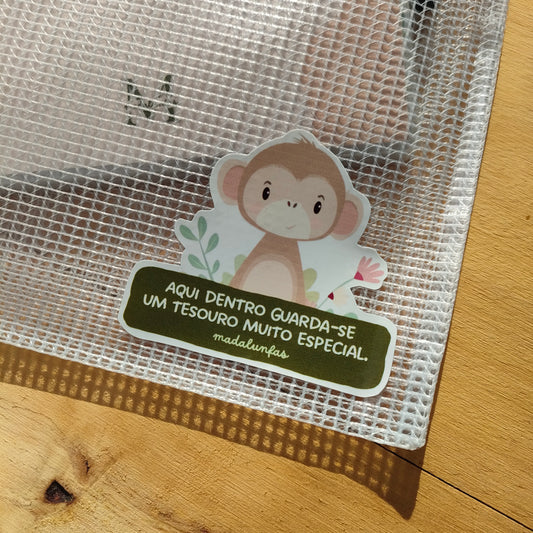 M
AQUI DENTRO GUARDA-SE
UM TESOURO MUITO ESPECIAL.
madalunfas